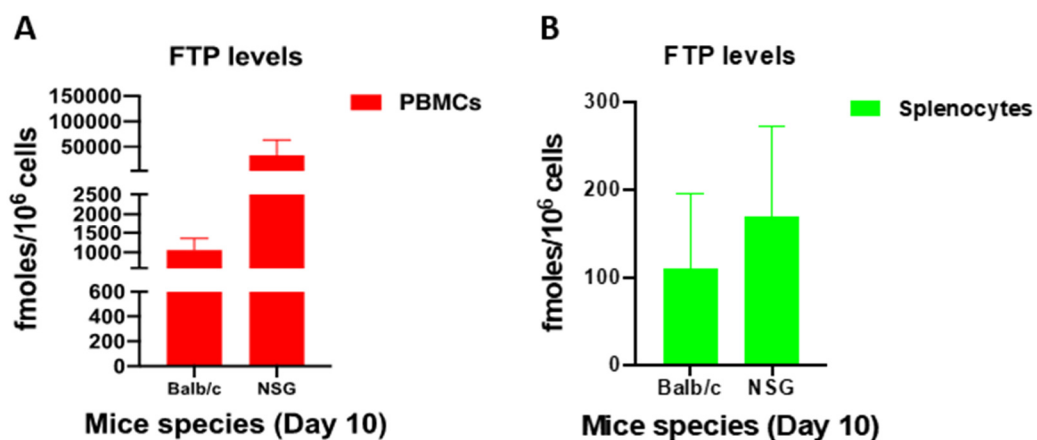 A
FTP levels
PBMCs
150000
100000
50000
2500
2000
1500
1000
600
400
200
0
fmoles/10⁶ cells
Balb/c NSG
Mice species (Day 10)
B
FTP levels
Splenocytes
300
200
100
0
fmoles/10⁶ cells
Balb/c NSG
Mice species (Day 10)